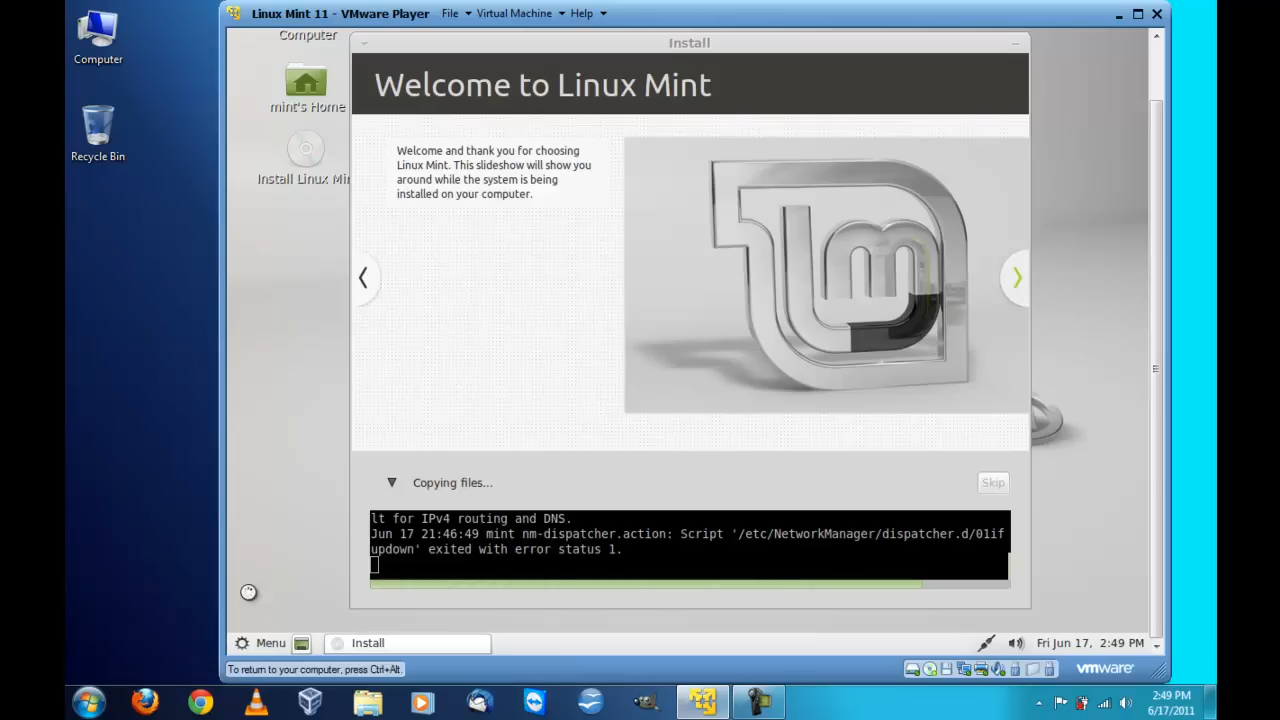 Linux Mint 11 - VMware Player File Virtual Machine Help
Computer
Recycle Bin
Computer
mint's Home
Install Linux Min
Install
Welcome to Linux Mint
Welcome and thank you for choosing
Linux Mint. This slideshow will show you
around while the system is being
installed on your computer.
Copying files...
Skip
lt for IPv4 routing and DNS.
Jun 17 21:46:49 mint nm-dispatcher.action: Script '/etc/NetworkManager/dispatcher.d/01if
updown' exited with error status 1.
Menu
Install
Fri Jun 17, 2:49 PM
To return to your computer, press Ctrl+Alt.
vmware
2:49 PM
6/17/2011